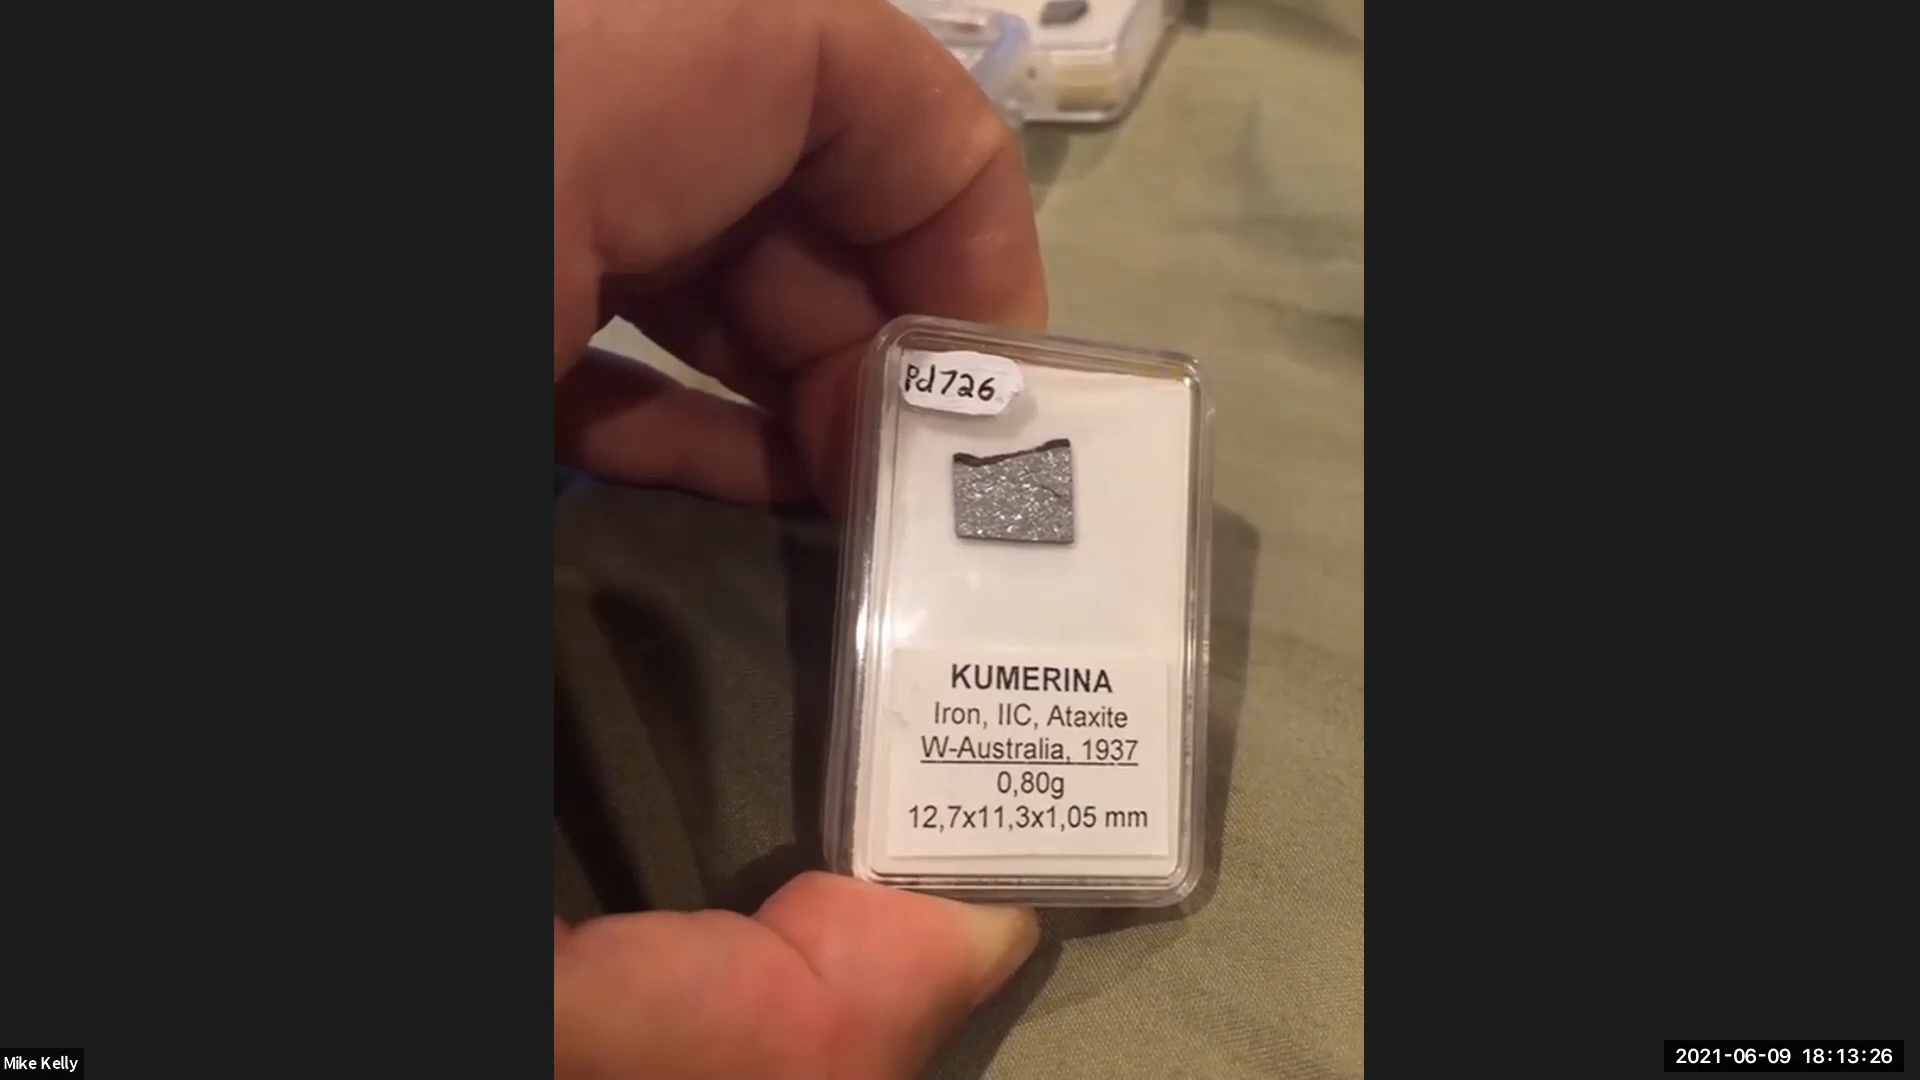 Pd726
KUMERINA
Iron, IIC, Ataxite
W-Australia, 1937
0,80g
12,7x11,3x1,05 mm
Mike Kelly
2021-06-09 18:13:26